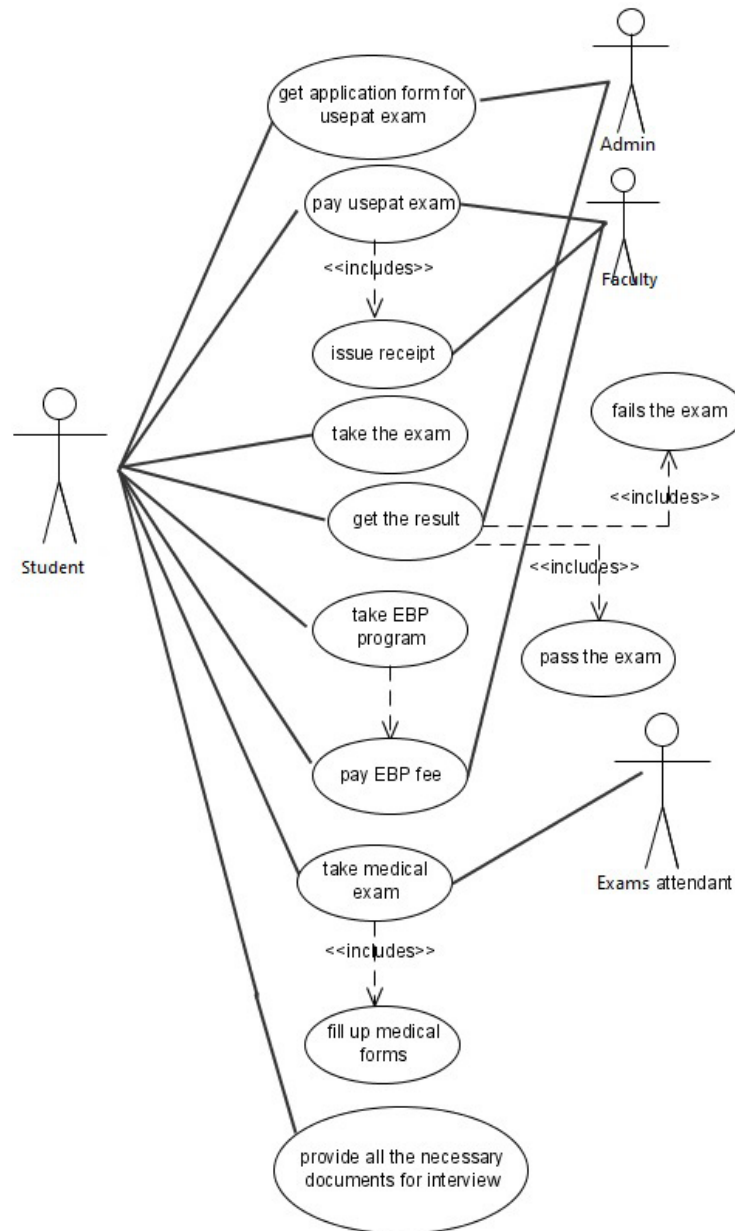 get application form for
usepat exam
Admin
pay usepat exam
<<includes>>
Faculty
issue receipt
fails the exam
take the exam
<<includes>>
get the result
<<includes>>
Student
take EBP
program
pass the exam
pay EBP fee
take medical
exam
Exams attendant
<<includes>>
fill up medical
forms
provide all the necessary
documents for interview